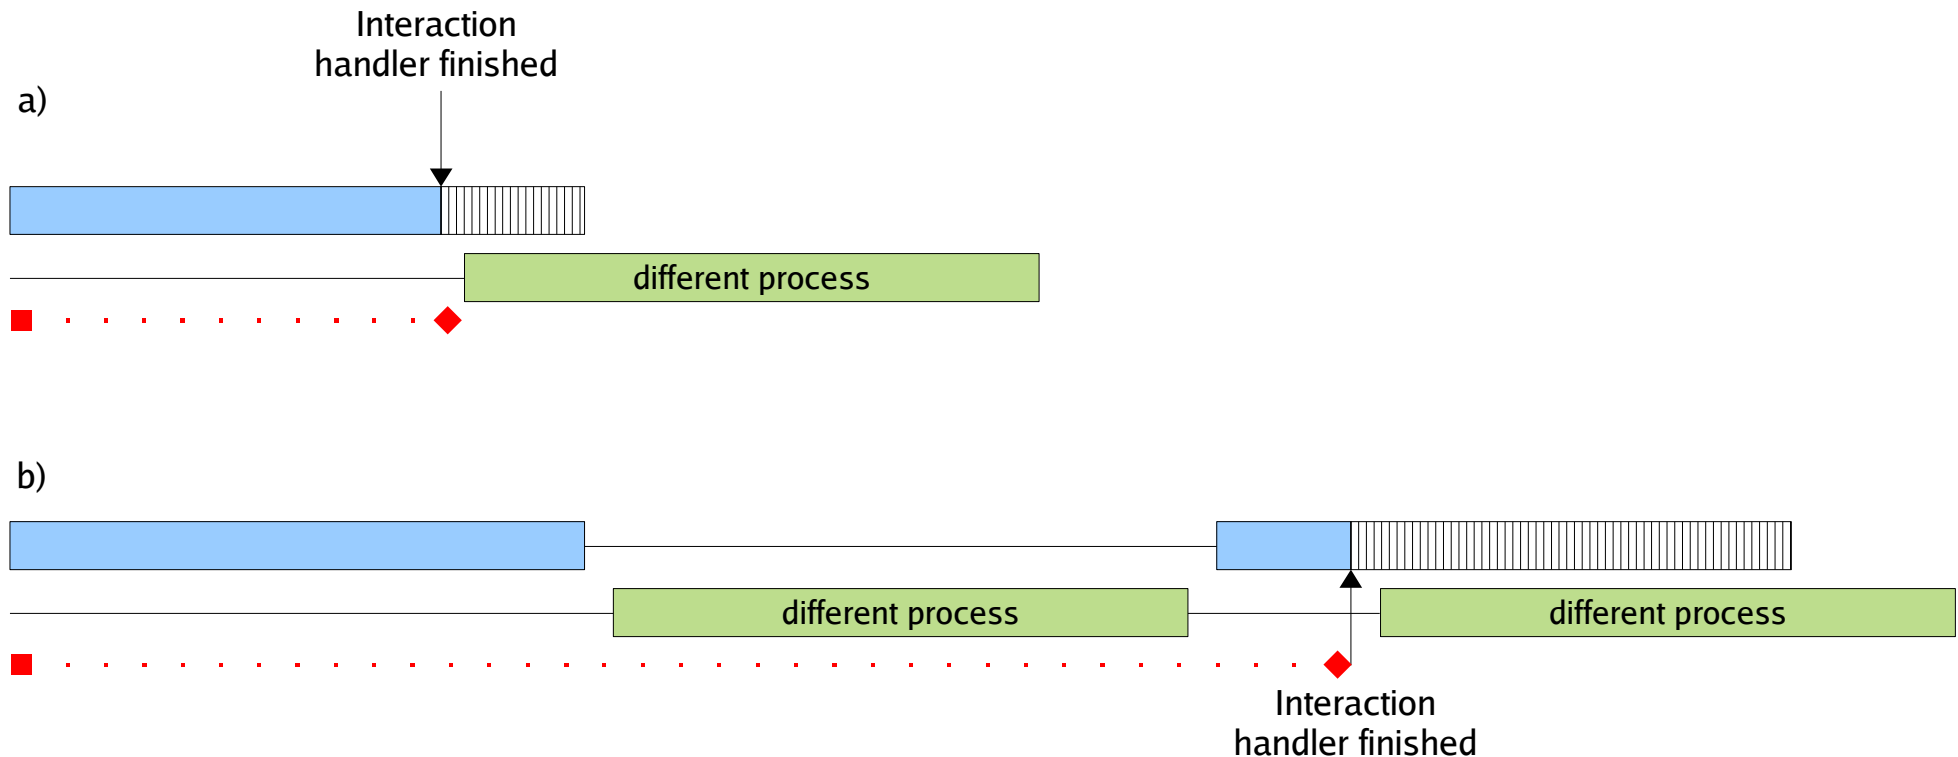 Interaction
handler finished
a)
different process
b)
different process
different process
Interaction
handler finished